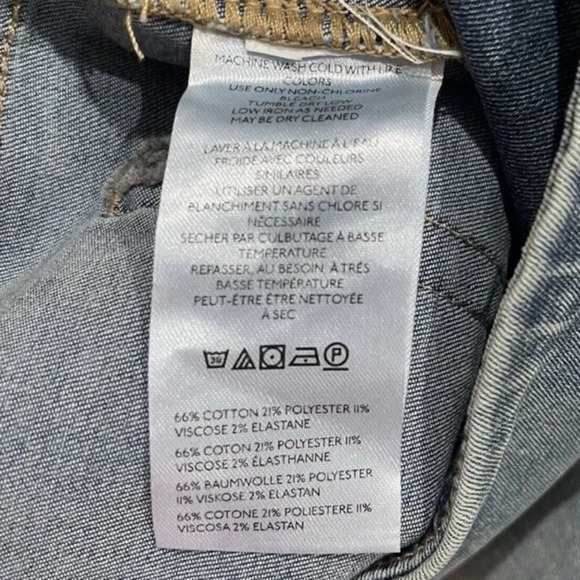 MACHINE WASH COLD WITH LIKE
COLORS
USE ONLY NON-CHLORINE
BLEACH
TUMBLE DRY LOW
LOW IRON AS NEEDED
MAY BE DRY CLEANED
LAVER À LA MACHINE À L'EAU
FROIDE AVEC COULEURS
SIMILAIRES
UTILISER UN AGENT DE
BLANCHIMENT SANS CHLORE SI
NÉCESSAIRE
SECHER PAR CULBUTAGE À BASSE
TEMPERATURE
REPASSER, AU BESOIN, À TRÈS
BASSE TEMPERATURE
PEUT-ÊTRE ÊTRE NETTOYÉE
À SEC
30 P
66% COTTON 21% POLYESTER 11%
VISCOSE 2% ELASTANE
66% COTON 21% POLYESTER 11%
VISCOSE 2% ÉLASTHANNE
66% BAUMWOLLE 21% POLYESTER
11% VISKOSE 2% ELASTAN
66% COTONE 21% POLIESTERE 11%
VISCOSA 2% ELASTAN